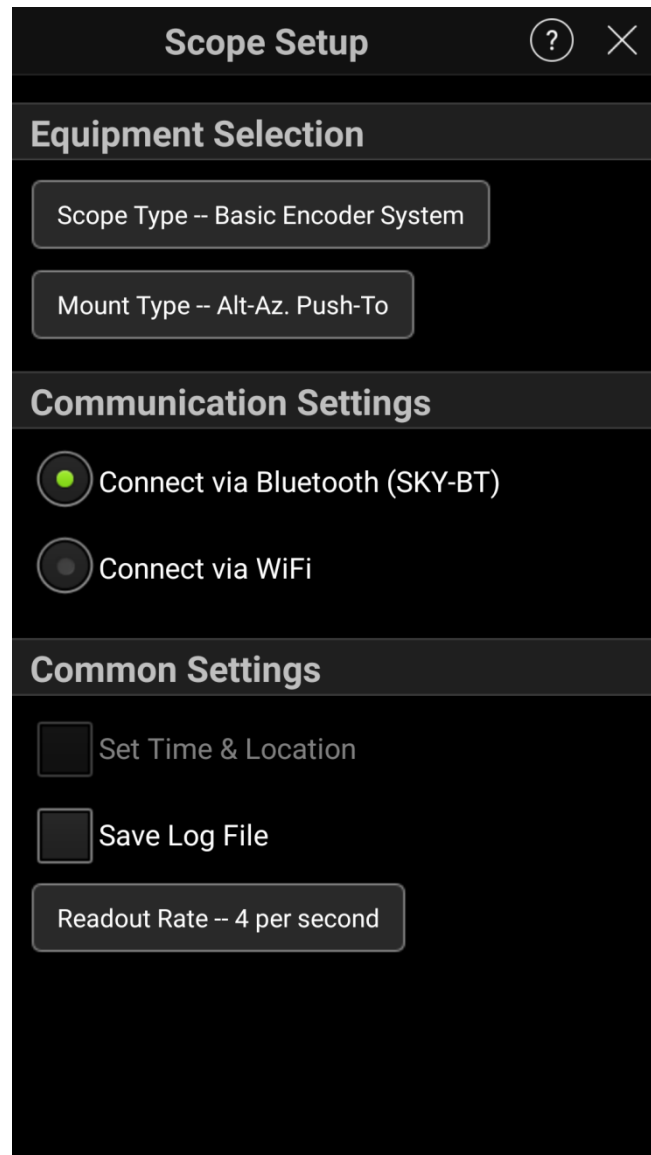 Scope Setup
?
Equipment Selection
Scope Type -- Basic Encoder System
Mount Type -- Alt-Az. Push-To
Communication Settings
Connect via Bluetooth (SKY-BT)
Connect via WiFi
Common Settings
Set Time & Location
Save Log File
Readout Rate -- 4 per second